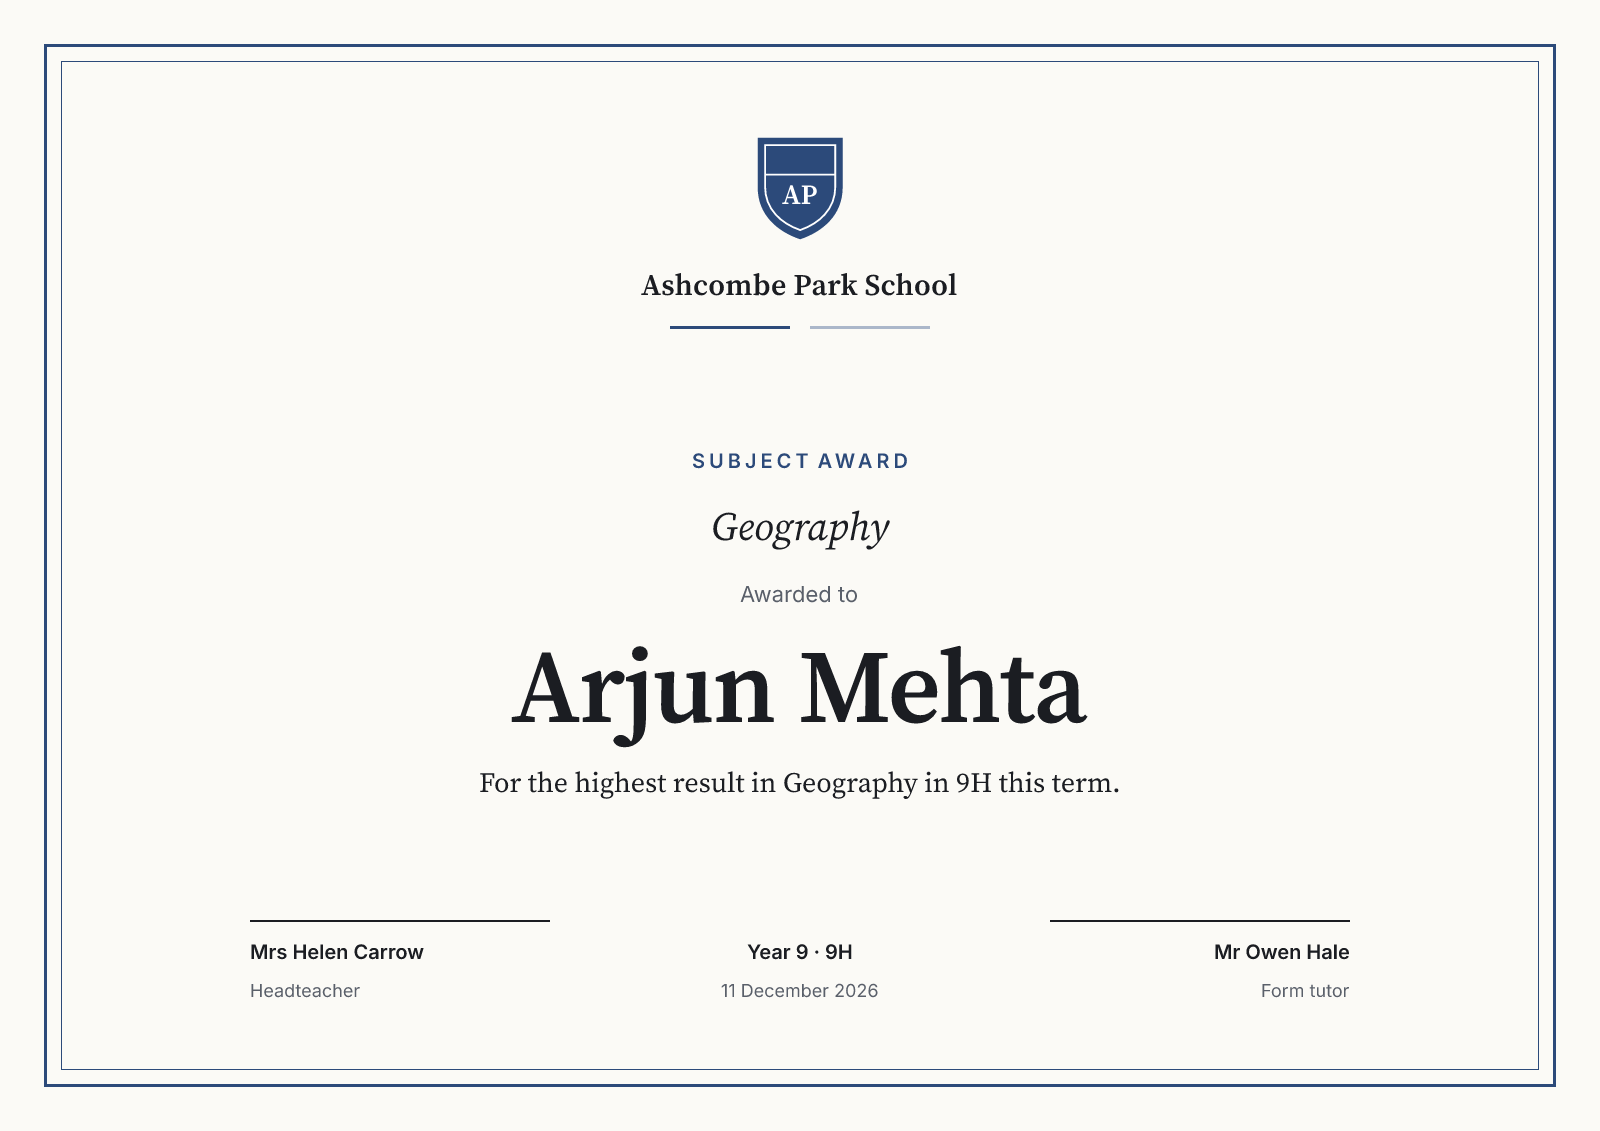 AP
Ashcombe Park School
SUBJECT AWARD
Geography
Awarded to
Arjun Mehta
For the highest result in Geography in 9H this term.
Mrs Helen Carrow
Headteacher
Year 9 · 9H
11 December 2026
Mr Owen Hale
Form tutor